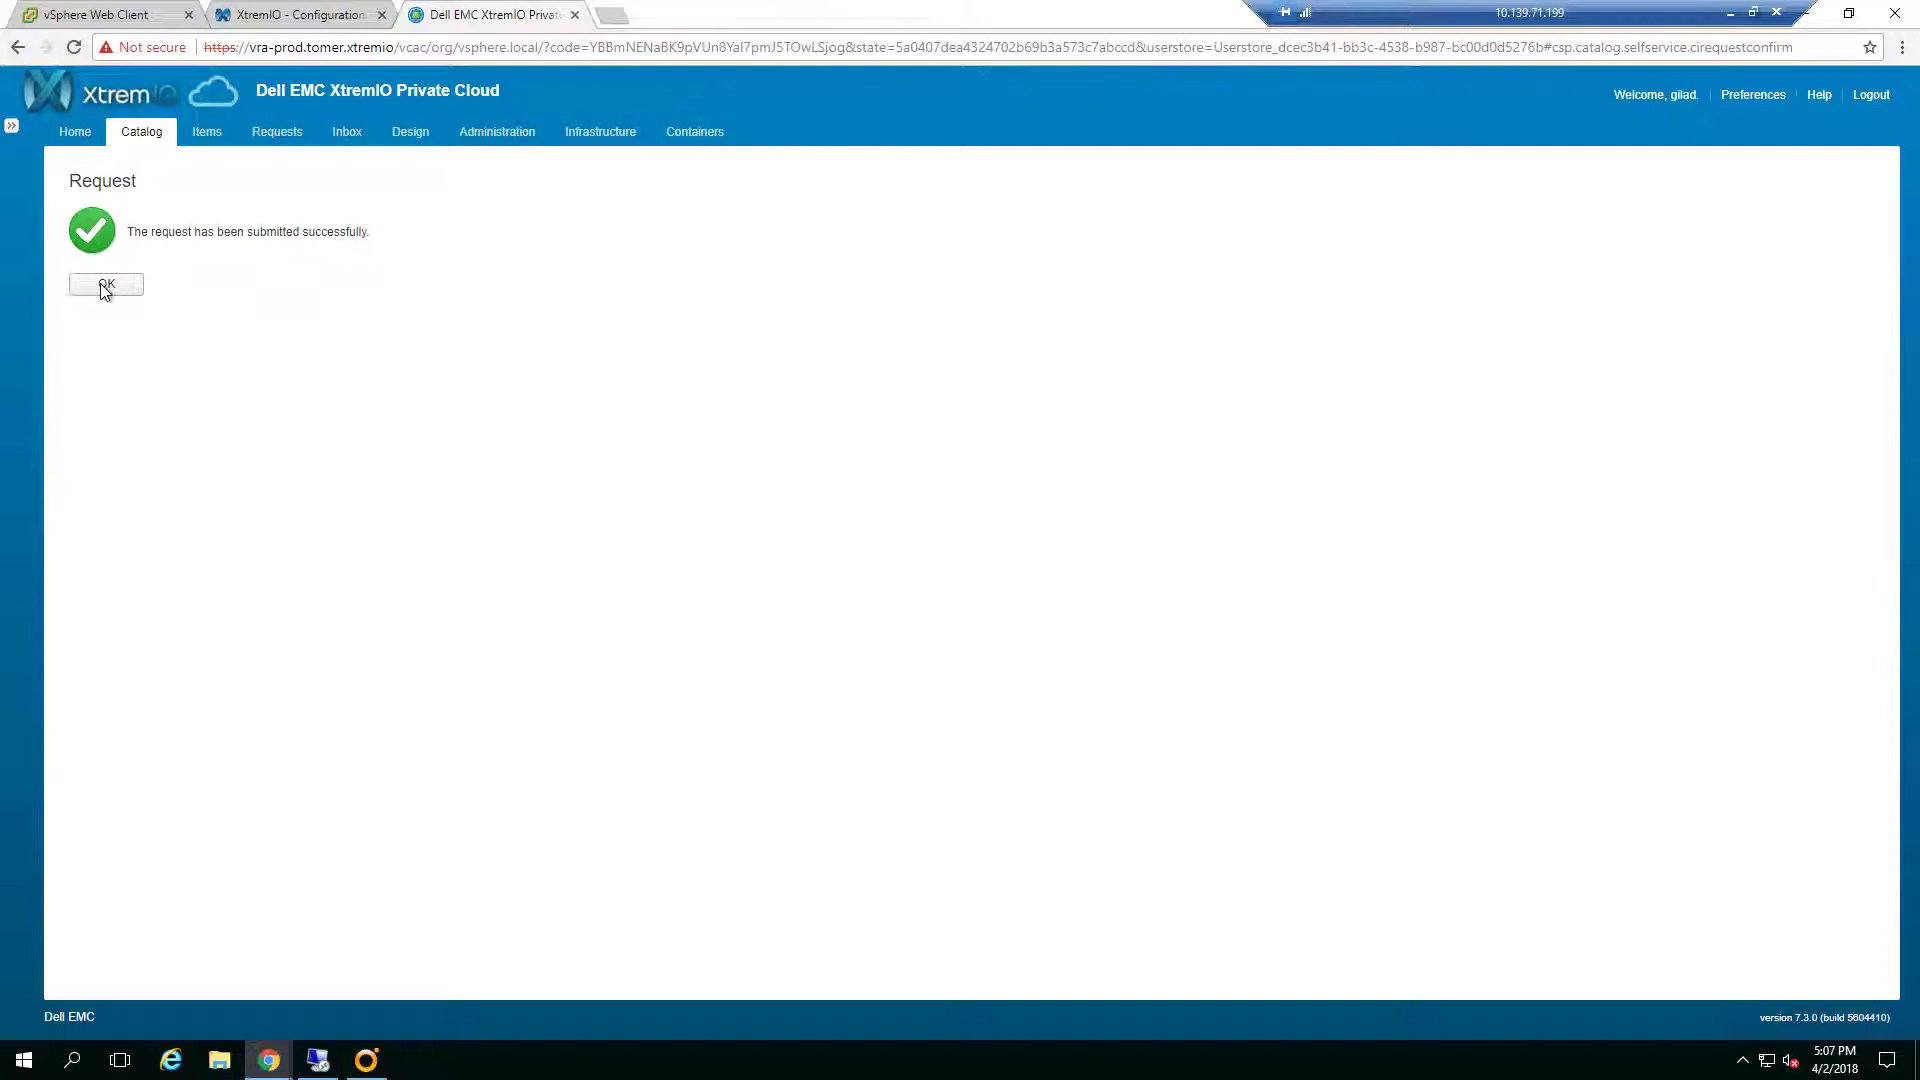 vSphere Web Client
XtremIO - Configuration
Dell EMC XtremIO Privat
10.139.71.199
Not secure
https://vra-prod.tomer.xtremio/vcac/org/vsphere.local/?code=YBBmNENaBK9pVUn8YaI7pmJ5TOwLSjog&state=5a0407dea4324702b69b3a573c7abccd&userstore=Userstore_dcec3b41-bb3c-4538-b987-bc00d0d5276b#csp.catalog.selfservice.cirequestconfirm
XtremIO
Dell EMC XtremIO Private Cloud
Welcome, gilad.
Preferences
Help
Logout
Home
Catalog
Items
Requests
Inbox
Design
Administration
Infrastructure
Containers
Request
The request has been submitted successfully.
OK
Dell EMC
version 7.3.0 (build 5604410)
5:07 PM
4/2/2018